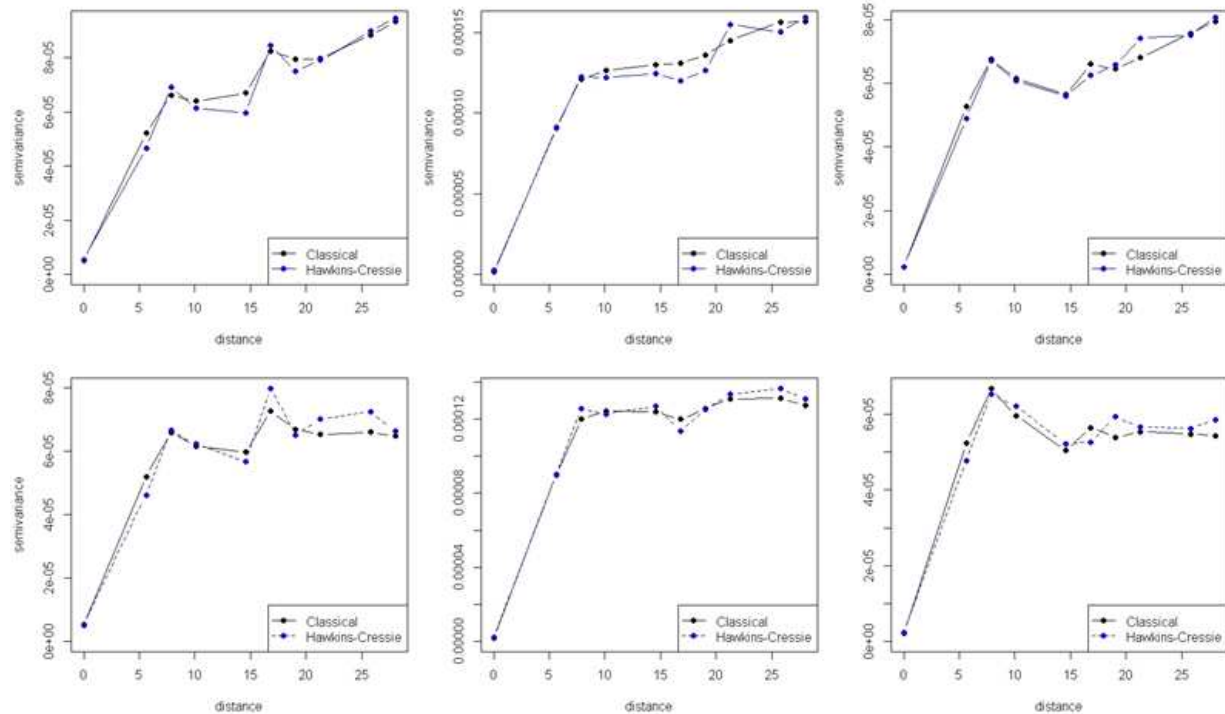 semivariance
0e+00 2e-05 4e-05 6e-05 8e-05
Classical
Hawkins-Cressie
0 5 10 15 20 25
distance
semivariance
0.00000 0.00005 0.00010 0.00015
Classical
Hawkins-Cressie
0 5 10 15 20 25
distance
semivariance
0e+00 2e-05 4e-05 6e-05 8e-05
Classical
Hawkins-Cressie
0 5 10 15 20 25
distance
semivariance
0e+00 2e-05 4e-05 6e-05 8e-05
Classical
Hawkins-Cressie
0 5 10 15 20 25
distance
0.00000 0.00004 0.00008 0.00012
Classical
Hawkins-Cressie
0 5 10 15 20 25
distance
0e+00 2e-05 4e-05 6e-05
Classical
Hawkins-Cressie
0 5 10 15 20 25
distance